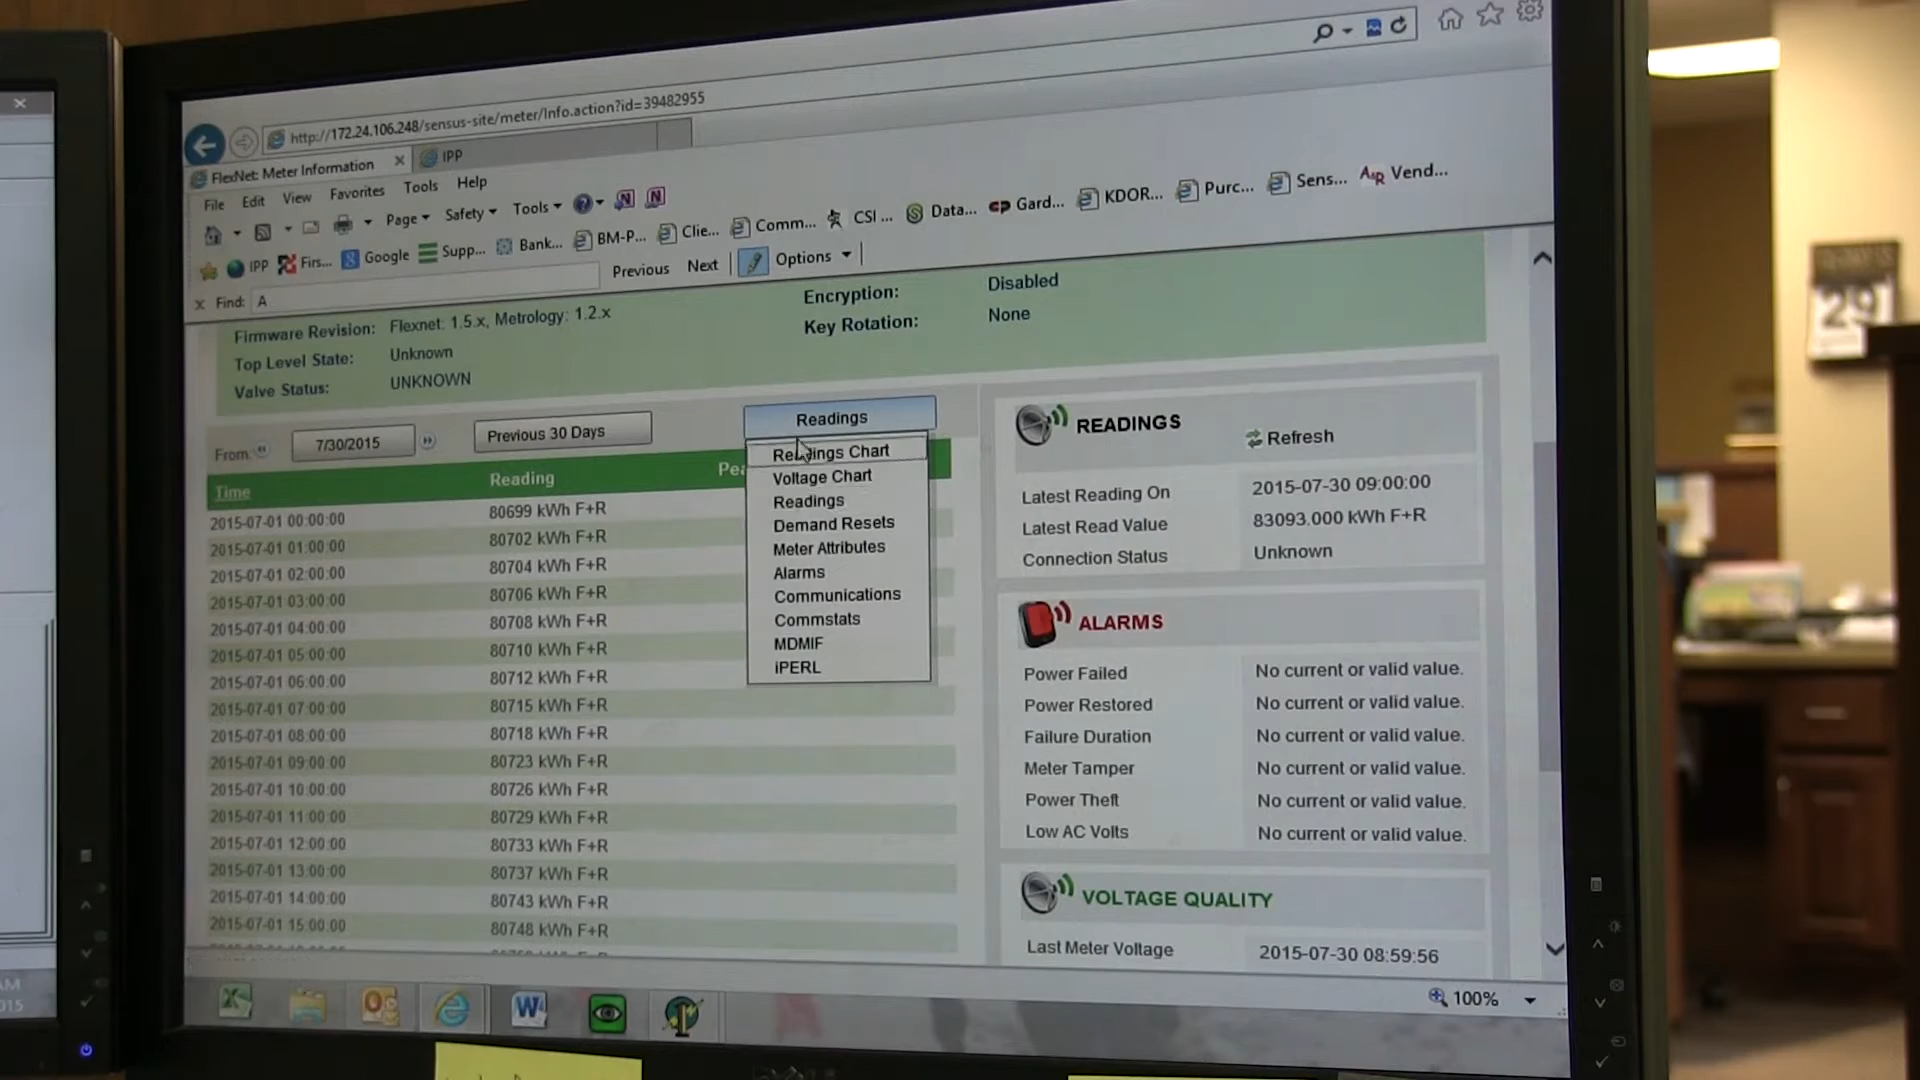 http://172.24.106.248/sensus-site/meter/Info.action?id=39482955
FlexNet: Meter Information
IPP
File Edit View Favorites Tools Help
Page Safety Tools
IPP Firs... Google Supp... Bank... BM-P... Clie... Comm... CSI ... Data... Gard... KDOR... Purc... Sens... Vend...
Find: A
Previous Next Options
Firmware Revision: Flexnet: 1.5.x, Metrology: 1.2.x
Top Level State: Unknown
Valve Status: UNKNOWN
Encryption: Disabled
Key Rotation: None
From: 7/30/2015 Previous 30 Days Readings
Time Reading Pea
2015-07-01 00:00:00 80699 kWh F+R
2015-07-01 01:00:00 80702 kWh F+R
2015-07-01 02:00:00 80704 kWh F+R
2015-07-01 03:00:00 80706 kWh F+R
2015-07-01 04:00:00 80708 kWh F+R
2015-07-01 05:00:00 80710 kWh F+R
2015-07-01 06:00:00 80712 kWh F+R
2015-07-01 07:00:00 80715 kWh F+R
2015-07-01 08:00:00 80718 kWh F+R
2015-07-01 09:00:00 80723 kWh F+R
2015-07-01 10:00:00 80726 kWh F+R
2015-07-01 11:00:00 80729 kWh F+R
2015-07-01 12:00:00 80733 kWh F+R
2015-07-01 13:00:00 80737 kWh F+R
2015-07-01 14:00:00 80743 kWh F+R
2015-07-01 15:00:00 80748 kWh F+R
Readings Chart
Voltage Chart
Readings
Demand Resets
Meter Attributes
Alarms
Communications
Commstats
MDMIF
iPERL
READINGS
Refresh
Latest Reading On 2015-07-30 09:00:00
Latest Read Value 83093.000 kWh F+R
Connection Status Unknown
ALARMS
Power Failed No current or valid value.
Power Restored No current or valid value.
Failure Duration No current or valid value.
Meter Tamper No current or valid value.
Power Theft No current or valid value.
Low AC Volts No current or valid value.
VOLTAGE QUALITY
Last Meter Voltage 2015-07-30 08:59:56
100%
29